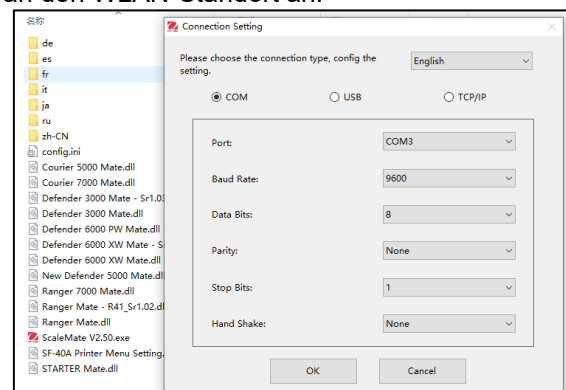 名称
de
es
fr
it
ja
ru
zh-CN
config.ini
Courier 5000 Mate.dll
Courier 7000 Mate.dll
Defender 3000 Mate - Sr1.03
Defender 3000 Mate.dll
Defender 6000 PW Mate.dll
Defender 6000 XW Mate - S
Defender 6000 XW Mate.dll
New Defender 5000 Mate.dll
Ranger 7000 Mate.dll
Ranger Mate - R41_Sr1.02.dl
Ranger Mate.dll
ScaleMate V2.50.exe
SF-40A Printer Menu Setting.
STARTER Mate.dll
Connection Setting
Please choose the connection type, config the
setting.
English
COM
USB
TCP/IP
Port: COM3
Baud Rate: 9600
Data Bits: 8
Parity: None
Stop Bits: 1
Hand Shake: None
OK
Cancel